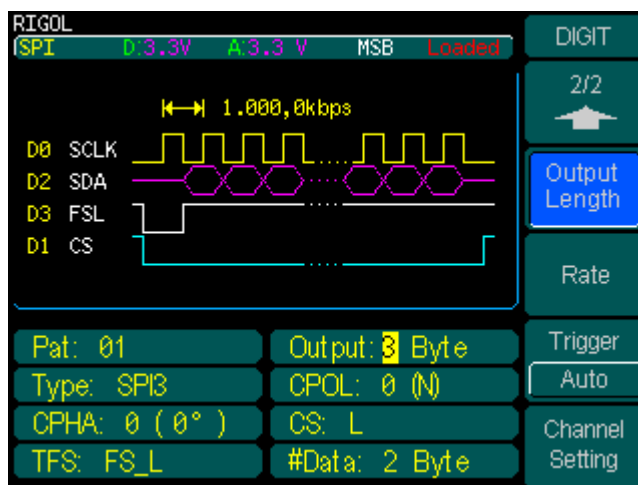 RIGOL
SPI D:3.3V A:3.3 V MSB Loaded
1.000,0kbps
D0 SCLK
D2 SDA
D3 FSL
D1 CS
Pat: 01
Output: 3 Byte
Type: SPI3
CPOL: 0 (N)
CPHA: 0 ( 0° )
CS: L
TFS: FS_L
#Data: 2 Byte
DIGIT
2/2
Output
Length
Rate
Trigger
Auto
Channel
Setting